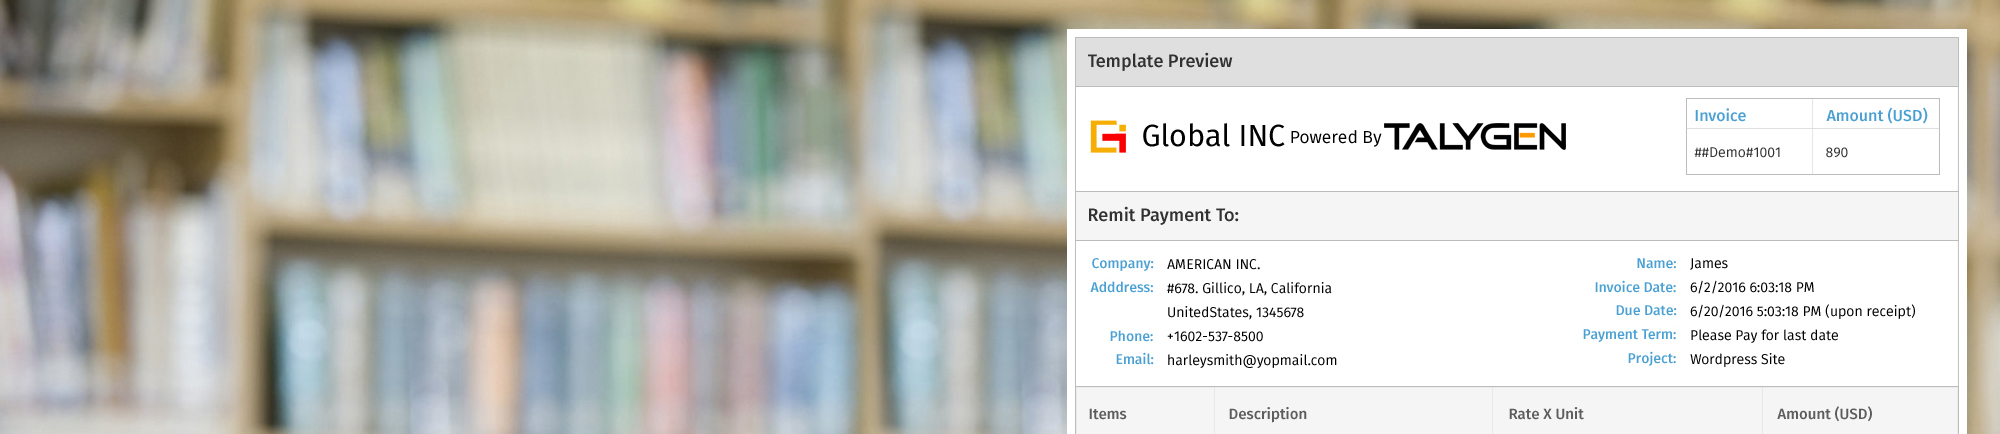 Template Preview
Global INC Powered By TALYGEN
Invoice Amount (USD)
##Demo#1001 890
Remit Payment To:
Company: AMERICAN INC.
Adddress: #678. Gillico, LA, California
UnitedStates, 1345678
Phone: +1602-537-8500
Email: harleysmith@yopmail.com
Name: James
Invoice Date: 6/2/2016 6:03:18 PM
Due Date: 6/20/2016 5:03:18 PM (upon receipt)
Payment Term: Please Pay for last date
Project: Wordpress Site
Items Description Rate X Unit Amount (USD)